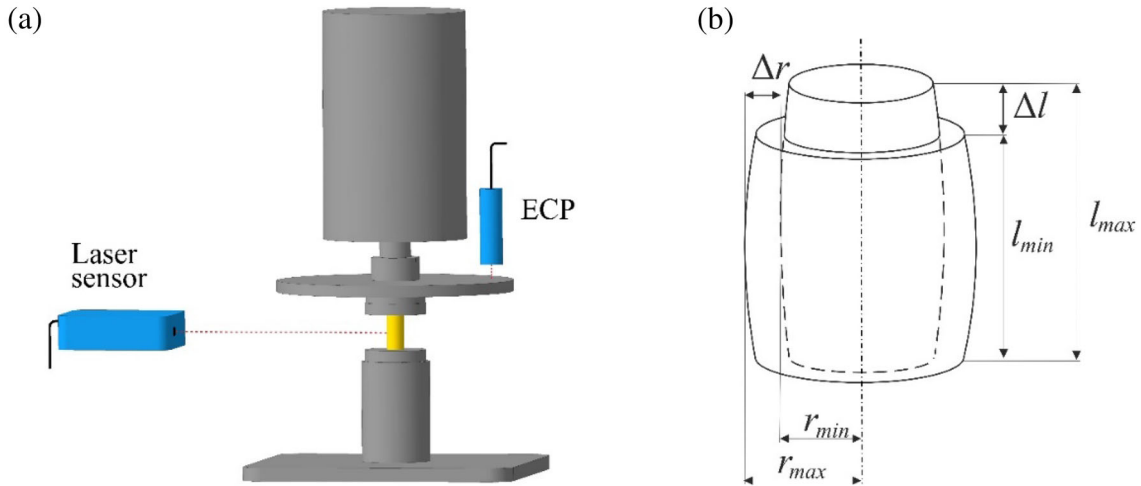 (a)
ECP
Laser
sensor
(b)
Δr
Δl
l_min
l_max
r_min
r_max